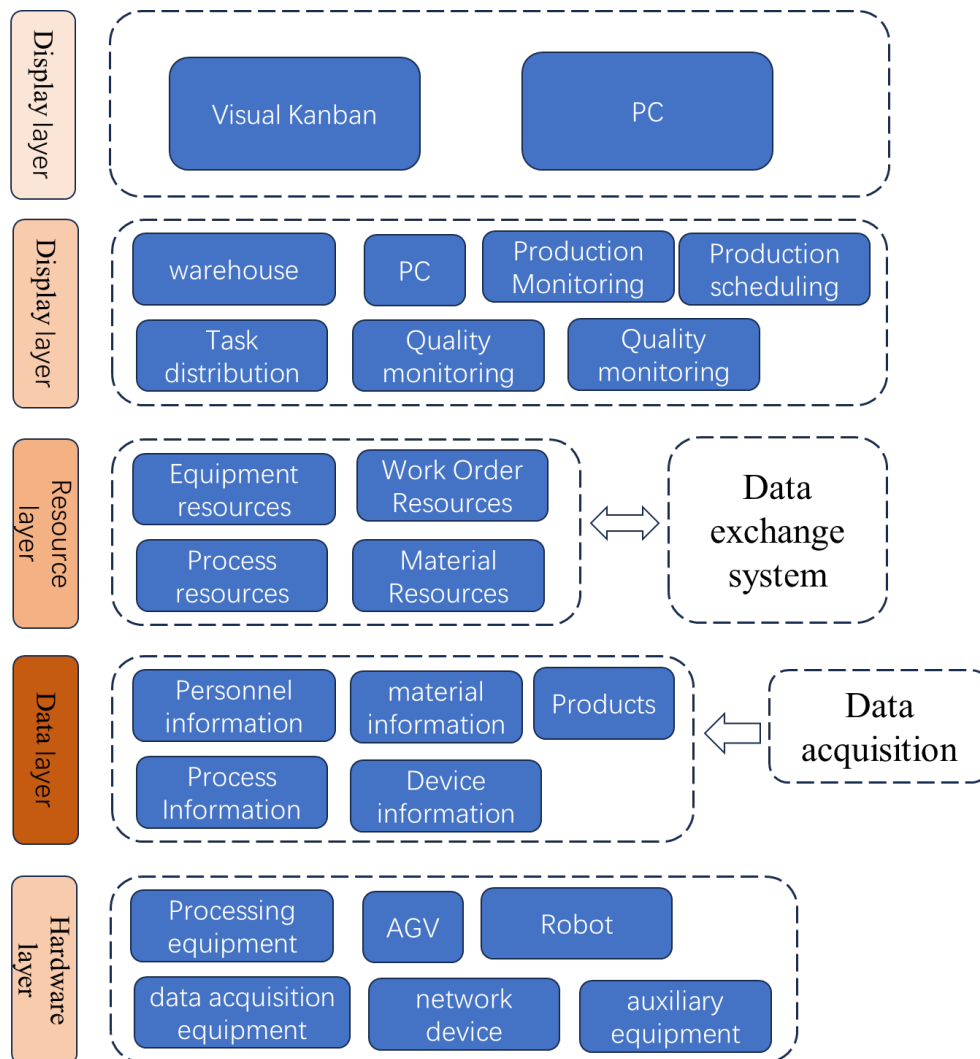 Display layer
Visual Kanban
PC
Display layer
warehouse
PC
Production
Monitoring
Production
scheduling
Task
distribution
Quality
monitoring
Quality
monitoring
Resource
layer
Equipment
resources
Work Order
Resources
Process
resources
Material
Resources
Data
exchange
system
Data layer
Personnel
information
material
information
Products
Process
Information
Device
information
Data
acquisition
Hardware
layer
Processing
equipment
AGV
Robot
data acquisition
equipment
network
device
auxiliary
equipment